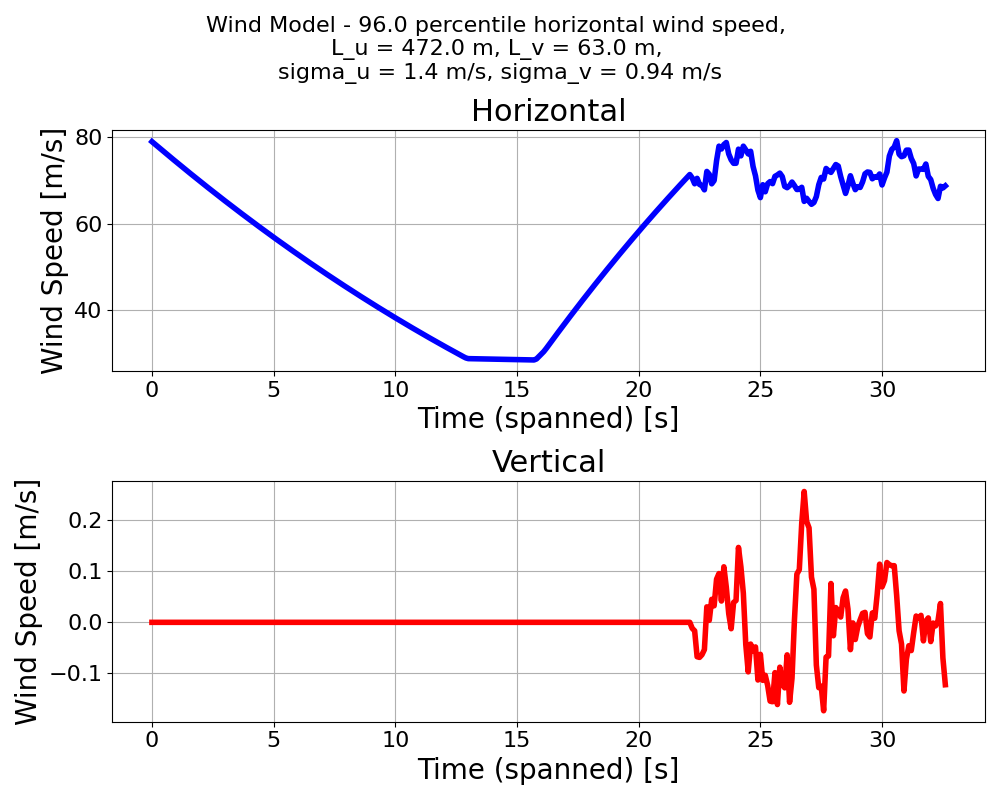 Wind Model - 96.0 percentile horizontal wind speed,
L_u = 472.0 m, L_v = 63.0 m,
sigma_u = 1.4 m/s, sigma_v = 0.94 m/s
Horizontal
Wind Speed [m/s]
80
60
40
0 5 10 15 20 25 30
Time (spanned) [s]
Vertical
Wind Speed [m/s]
0.2
0.1
0.0
−0.1
0 5 10 15 20 25 30
Time (spanned) [s]